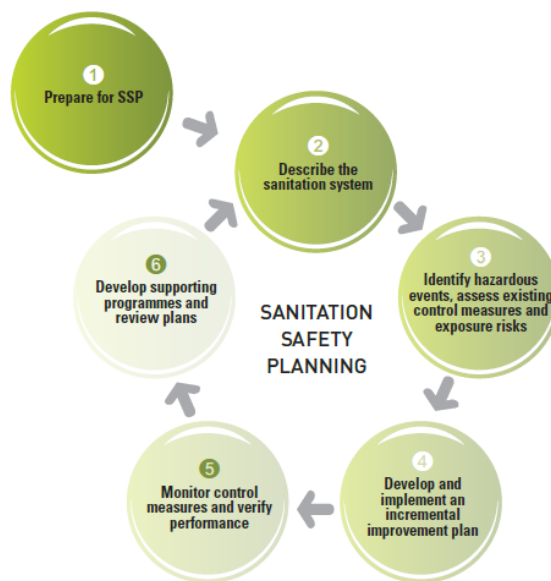 1
Prepare for SSP
2
Describe the
sanitation system
3
Identify hazardous
events, assess existing
control measures and
exposure risks
4
Develop and
implement an
incremental
improvement plan
5
Monitor control
measures and verify
performance
6
Develop supporting
programmes and
review plans
SANITATION
SAFETY
PLANNING